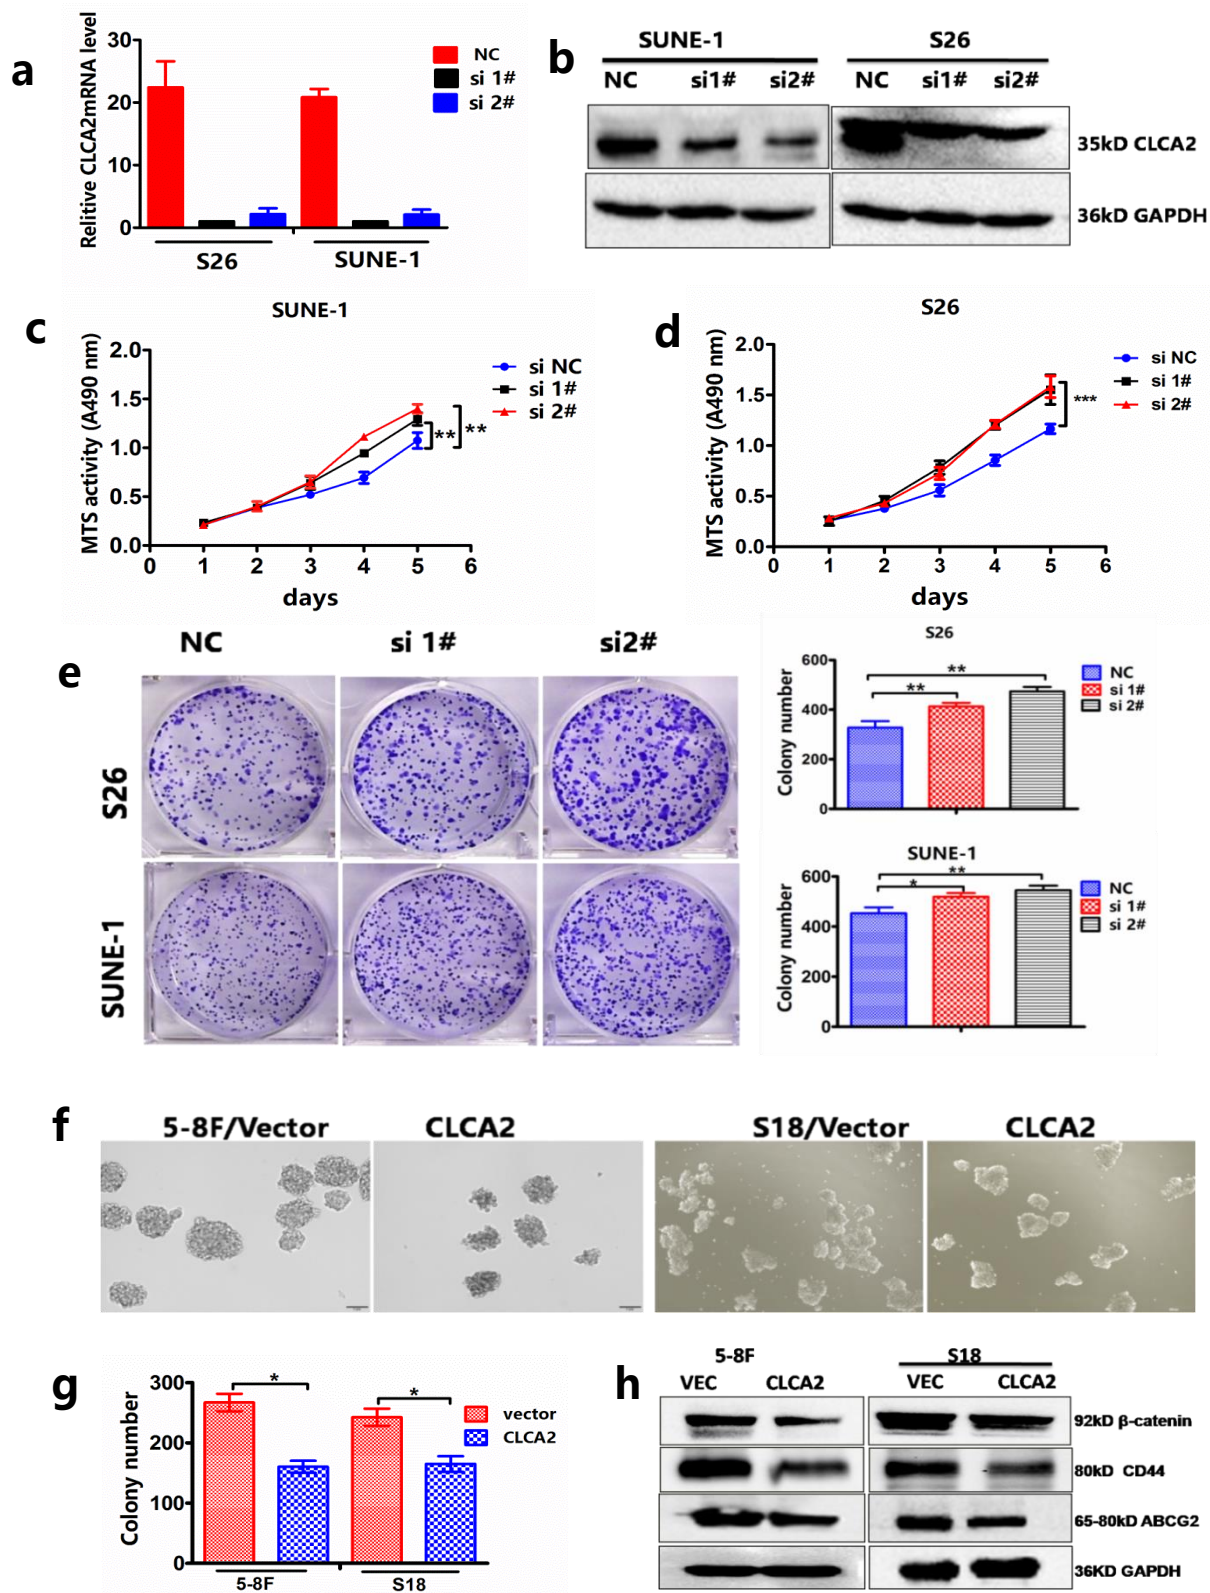 a
Relitive CLCA2mRNA level
30
20
10
0
NC
si 1#
si 2#
S26
SUNE-1
b
SUNE-1
S26
NC
si1#
si2#
NC
si1#
si2#
35kD CLCA2
36kD GAPDH
c
SUNE-1
MTS activity (A490 nm)
2.0
1.5
1.0
0.5
0.0
0 1 2 3 4 5 6
days
si NC
si 1#
si 2#
**
**
d
S26
MTS activity (A490 nm)
2.0
1.5
1.0
0.5
0.0
0 1 2 3 4 5 6
days
si NC
si 1#
si 2#
***
e
NC
si 1#
si2#
S26
SUNE-1
S26
Colony number
600
400
200
0
**
**
NC
si 1#
si 2#
SUNE-1
Colony number
600
400
200
0
**
*
NC
si 1#
si 2#
f
5-8F/Vector
CLCA2
S18/Vector
CLCA2
g
Colony number
300
200
100
0
*
*
vector
CLCA2
5-8F
S18
h
5-8F
S18
VEC
CLCA2
VEC
CLCA2
92kD β-catenin
80kD CD44
65-80kD ABCG2
36KD GAPDH